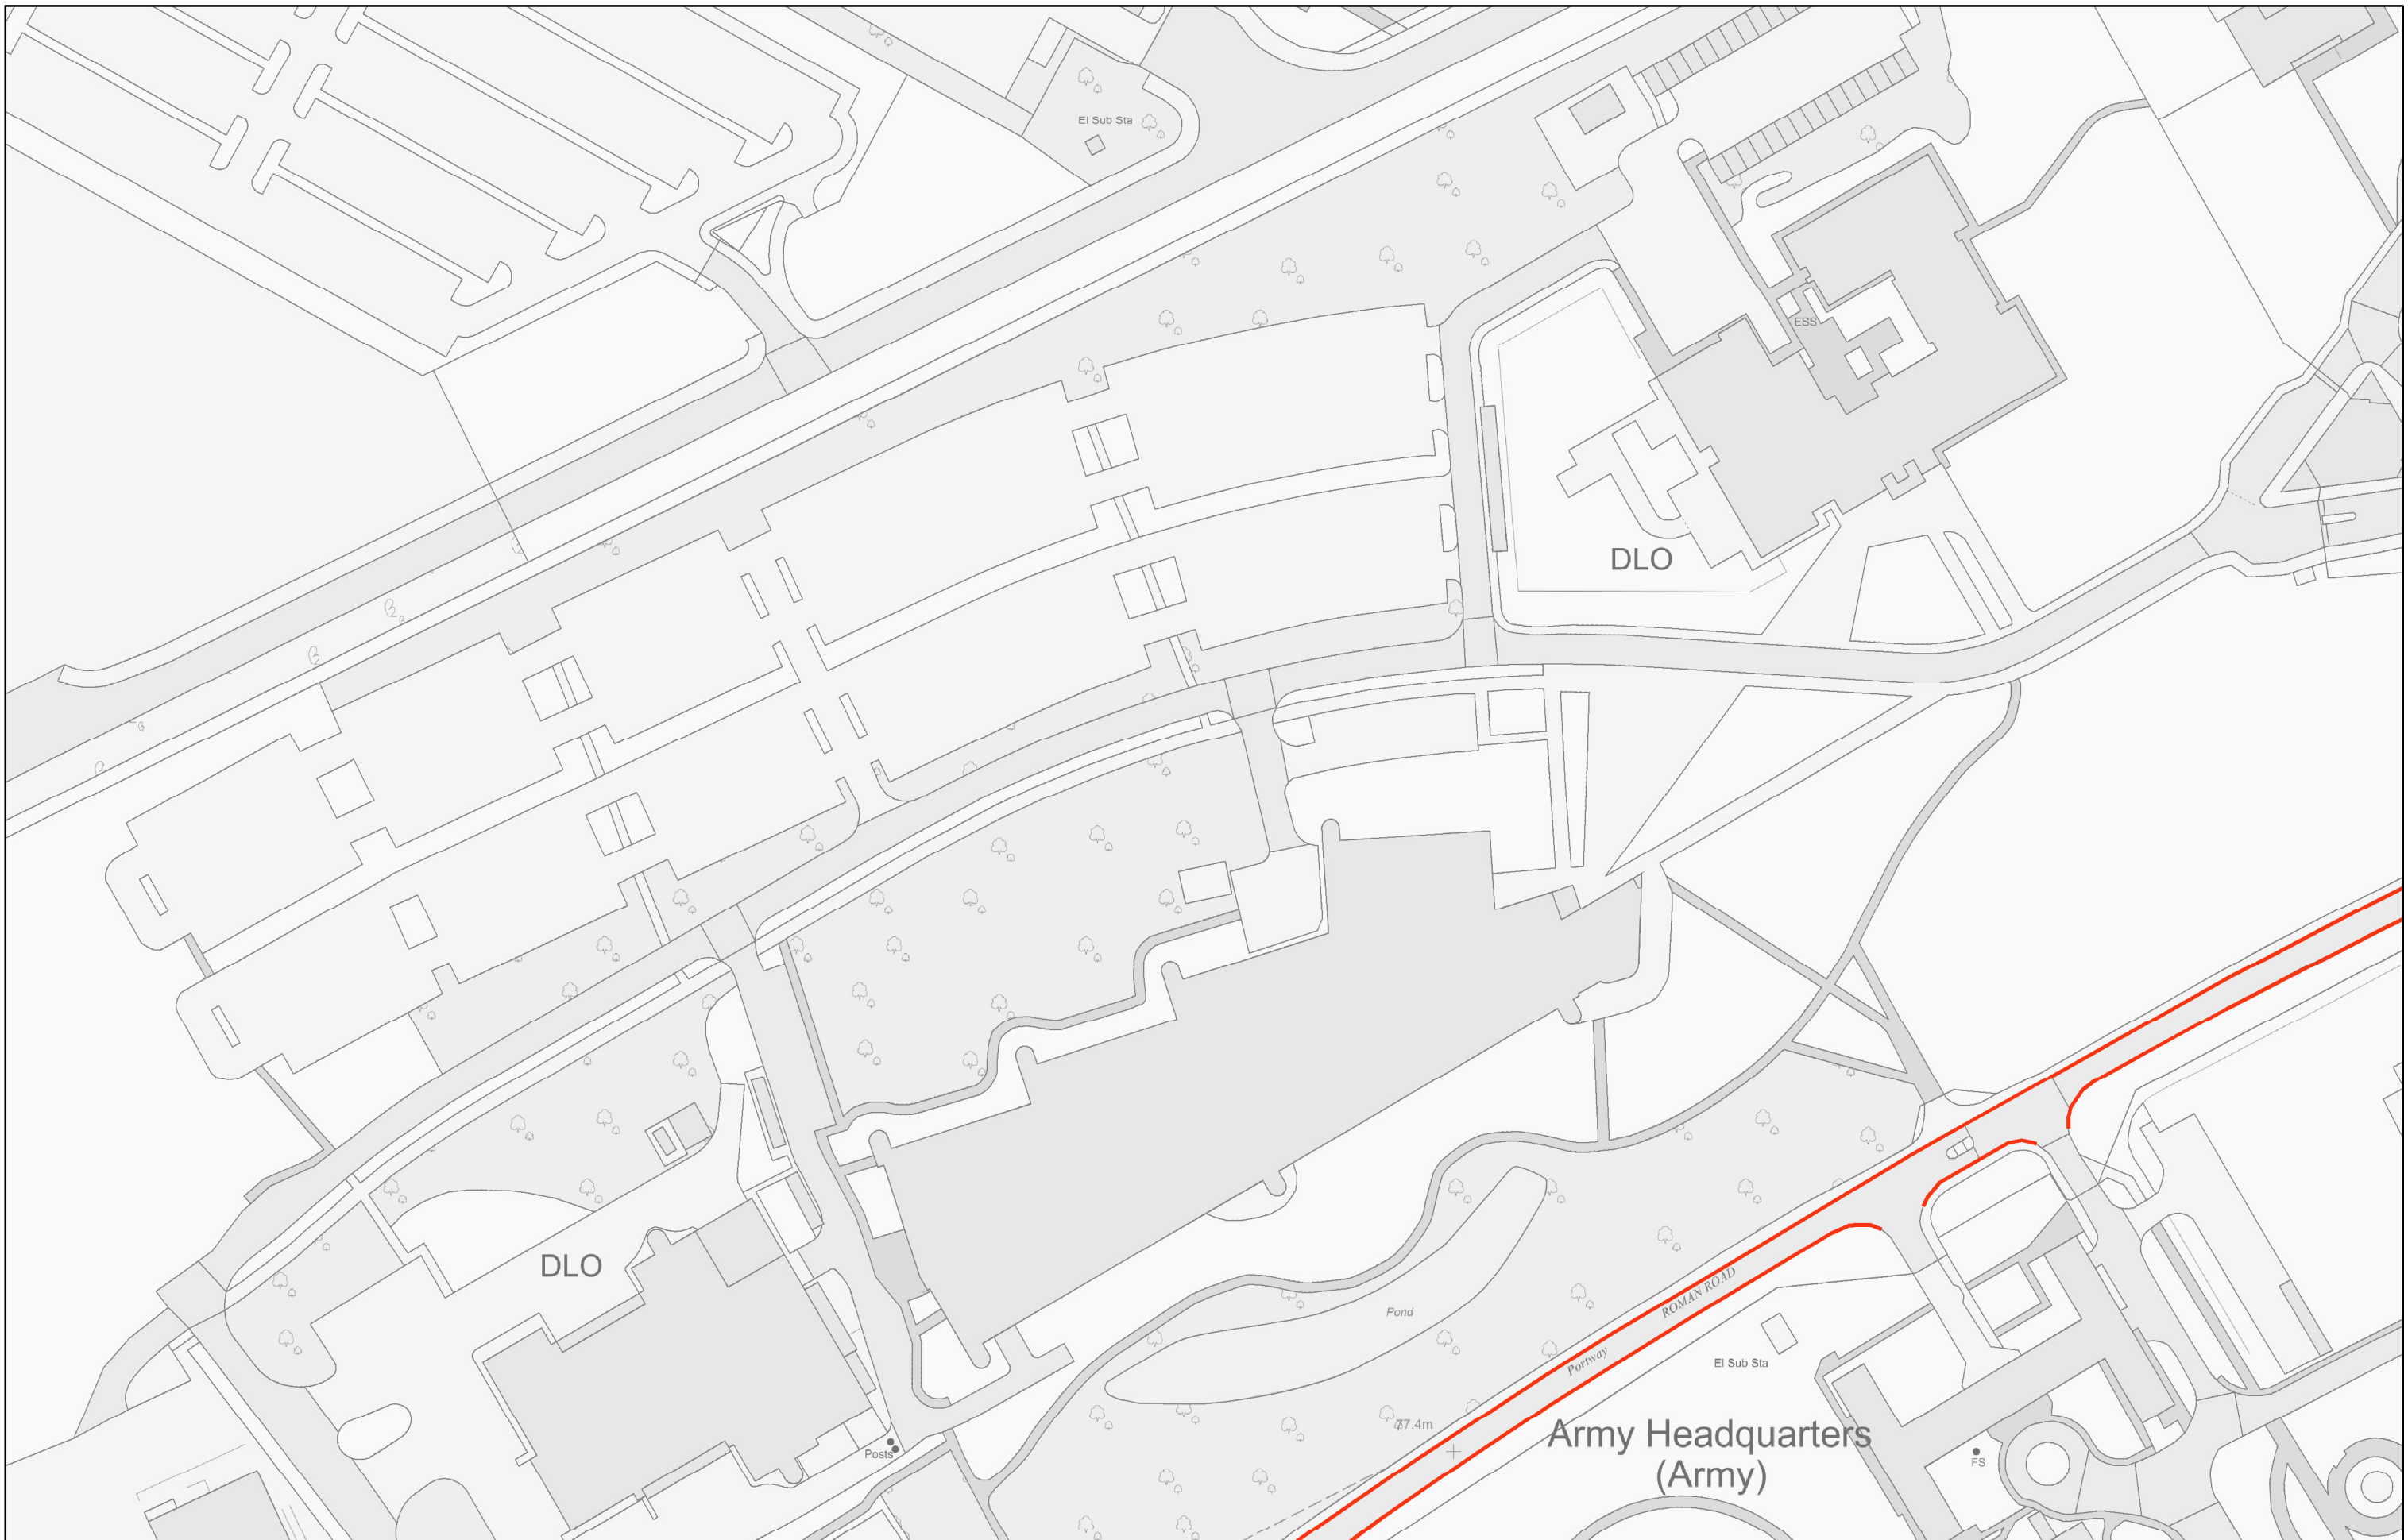 El Sub Sta
ESS
DLO
DLO
Pond
ROMAN ROAD
Portway
El Sub Sta
77.4m
Army Headquarters
(Army)
Posts
FS